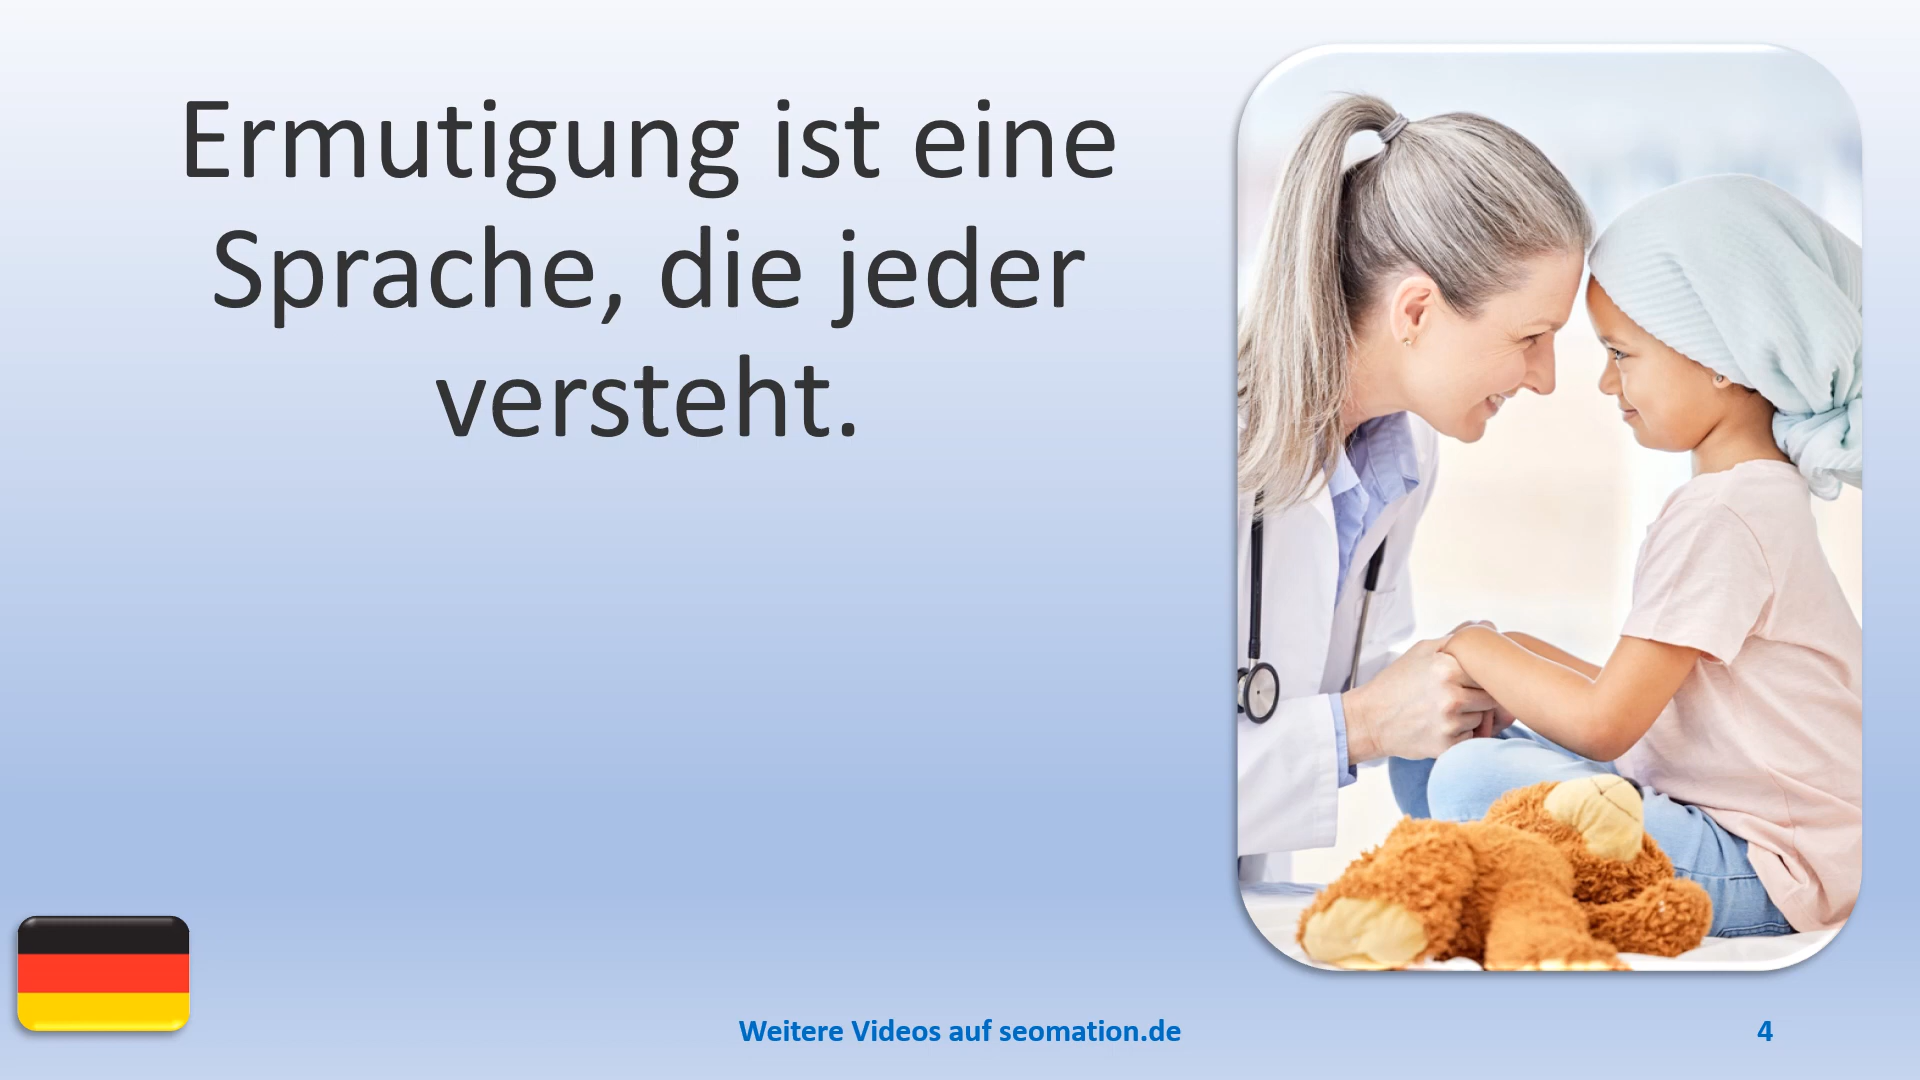 Ermutigung ist eine
Sprache, die jeder
versteht.
Weitere Videos auf seomation.de
4